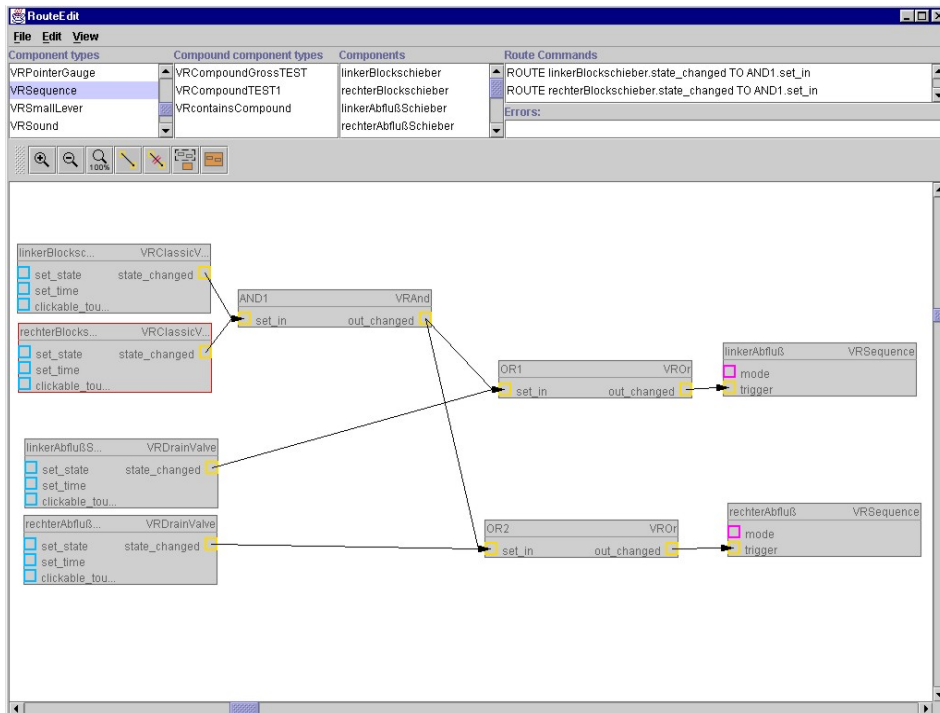 RouteEdit
File Edit View
Component types
VRPointerGauge
VRSequence
VRSmallLever
VRSound
Compound component types
VRCompoundGrossTEST
VRCompoundTEST1
VRcontainsCompound
Components
linkerBlockschieber
rechterBlockschieber
linkerAbflußSchieber
rechterAbflußSchieber
Route Commands
ROUTE linkerBlockschieber.state_changed TO AND1.set_in
ROUTE rechterBlockschieber.state_changed TO AND1.set_in
Errors:
100%
linkerBlocksc... VRClassicV...
set_state state_changed
set_time
clickable_tou...
rechterBlocks... VRClassicV...
set_state state_changed
set_time
clickable_tou...
AND1 VRAnd
set_in out_changed
OR1 VROr
set_in out_changed
linkerAbfluß VRSequence
mode
trigger
linkerAbflußS... VRDrainValve
set_state state_changed
set_time
clickable_tou...
rechterAbfluß... VRDrainValve
set_state state_changed
set_time
clickable_tou...
OR2 VROr
set_in out_changed
rechterAbfluß VRSequence
mode
trigger